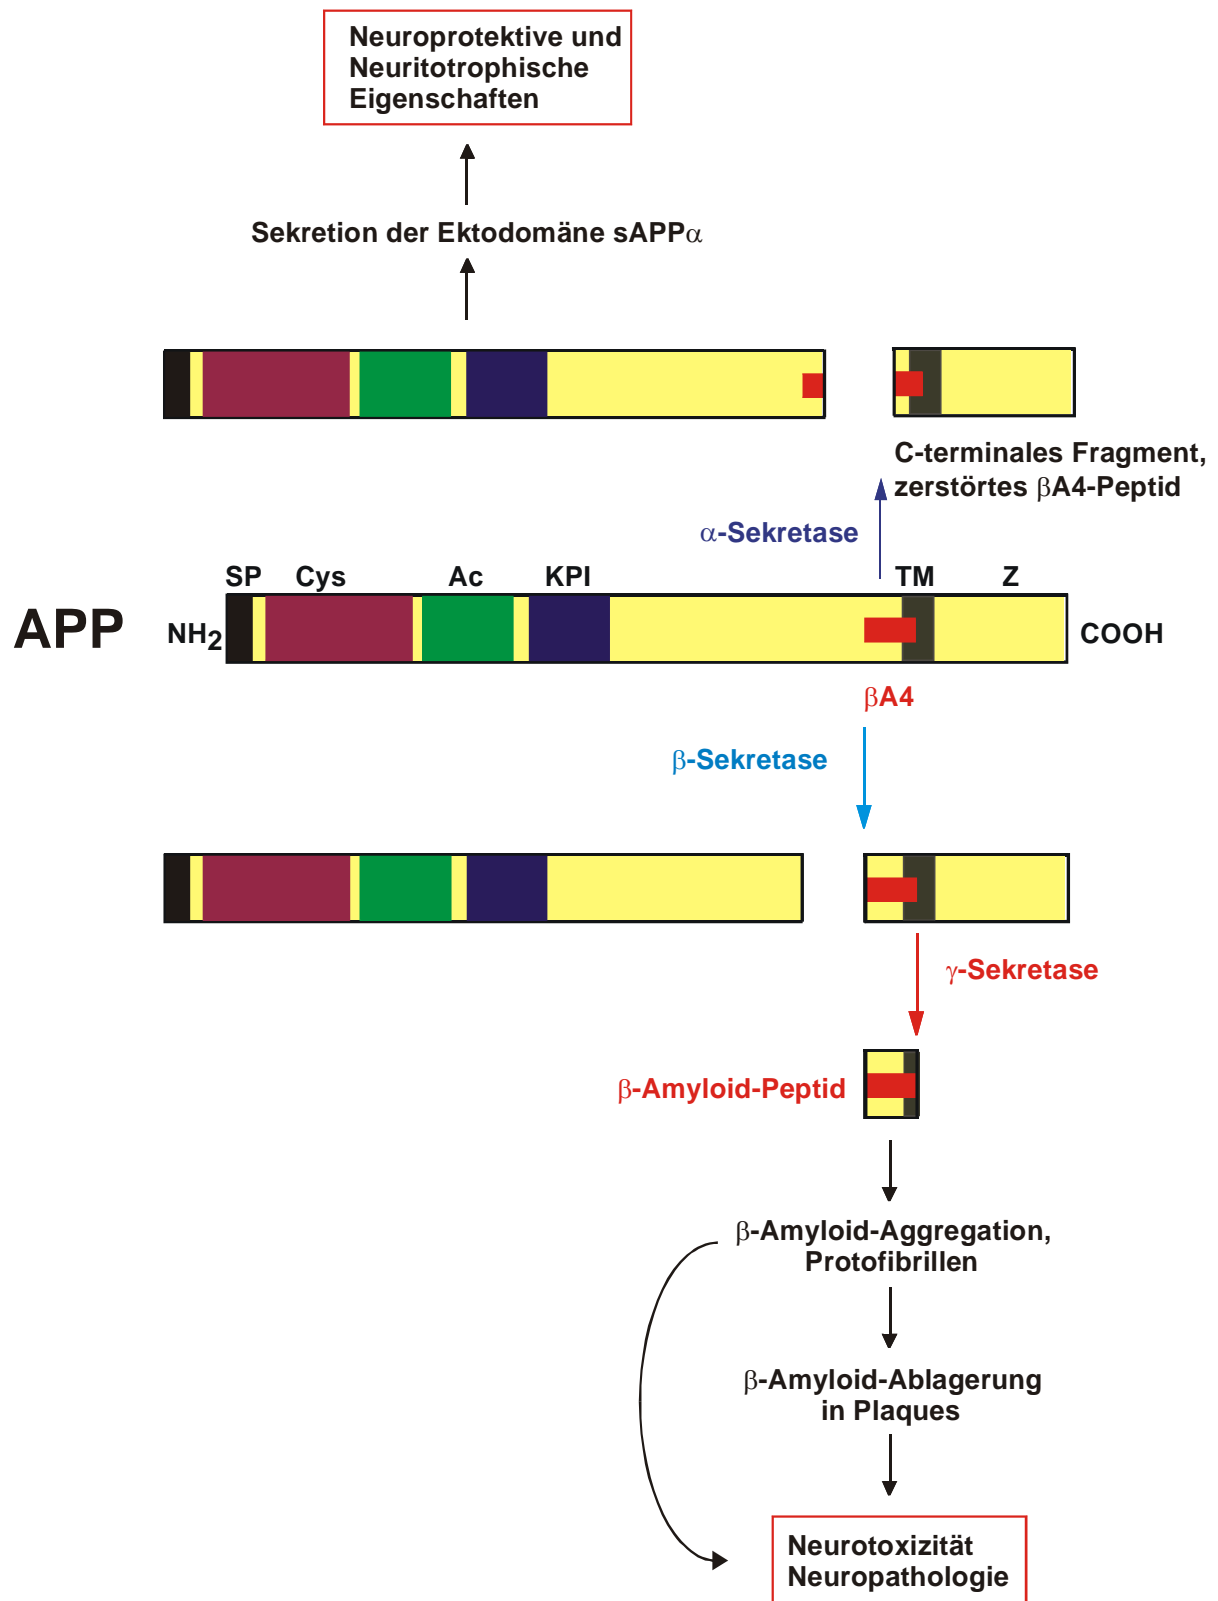 Neuroprotektive und
Neuritotrophische
Eigenschaften
Sekretion der Ektodomäne sAPPα
C-terminales Fragment,
zerstörtes βA4-Peptid
α-Sekretase
SP Cys Ac KPI TM Z
APP NH2 COOH
βA4
β-Sekretase
γ-Sekretase
β-Amyloid-Peptid
β-Amyloid-Aggregation,
Protofibrillen
β-Amyloid-Ablagerung
in Plaques
Neurotoxizität
Neuropathologie